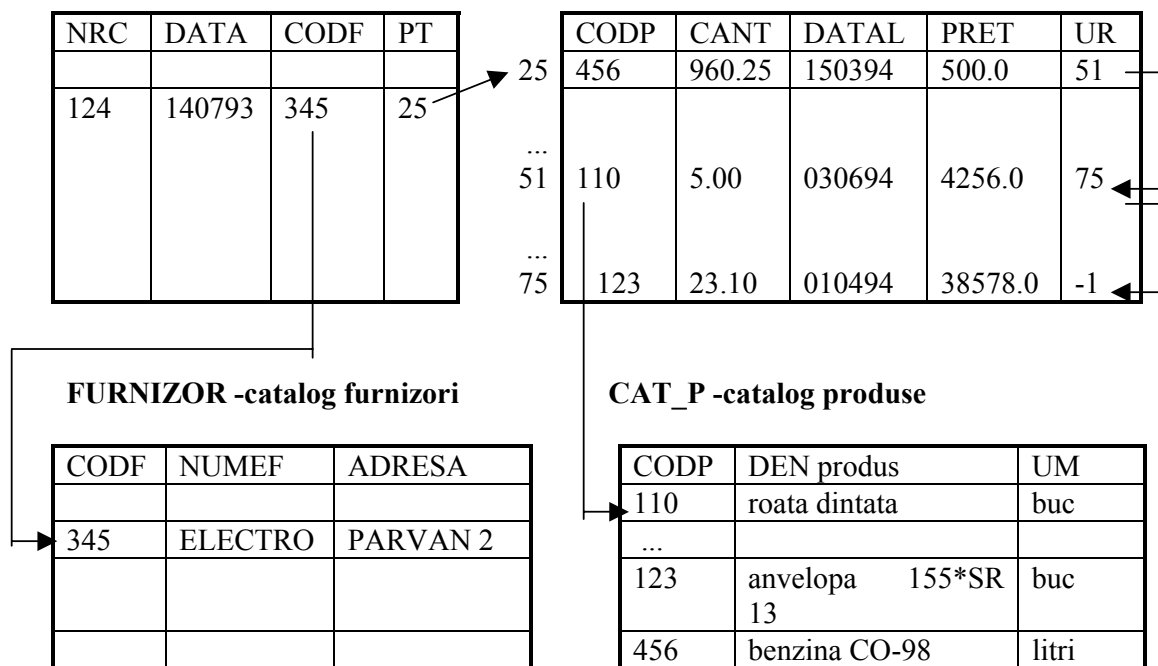 NRC DATA CODF PT
124 140793 345 25
CODP CANT DATAL PRET UR
25 456 960.25 150394 500.0 51
...
51 110 5.00 030694 4256.0 75
...
75 123 23.10 010494 38578.0 -1
FURNIZOR -catalog furnizori
CODF NUMEF ADRESA
345 ELECTRO PARVAN 2
CAT_P -catalog produse
CODP DEN produs UM
110 roata dintata buc
...
123 anvelopa 155*SR buc
13
456 benzina CO-98 litri